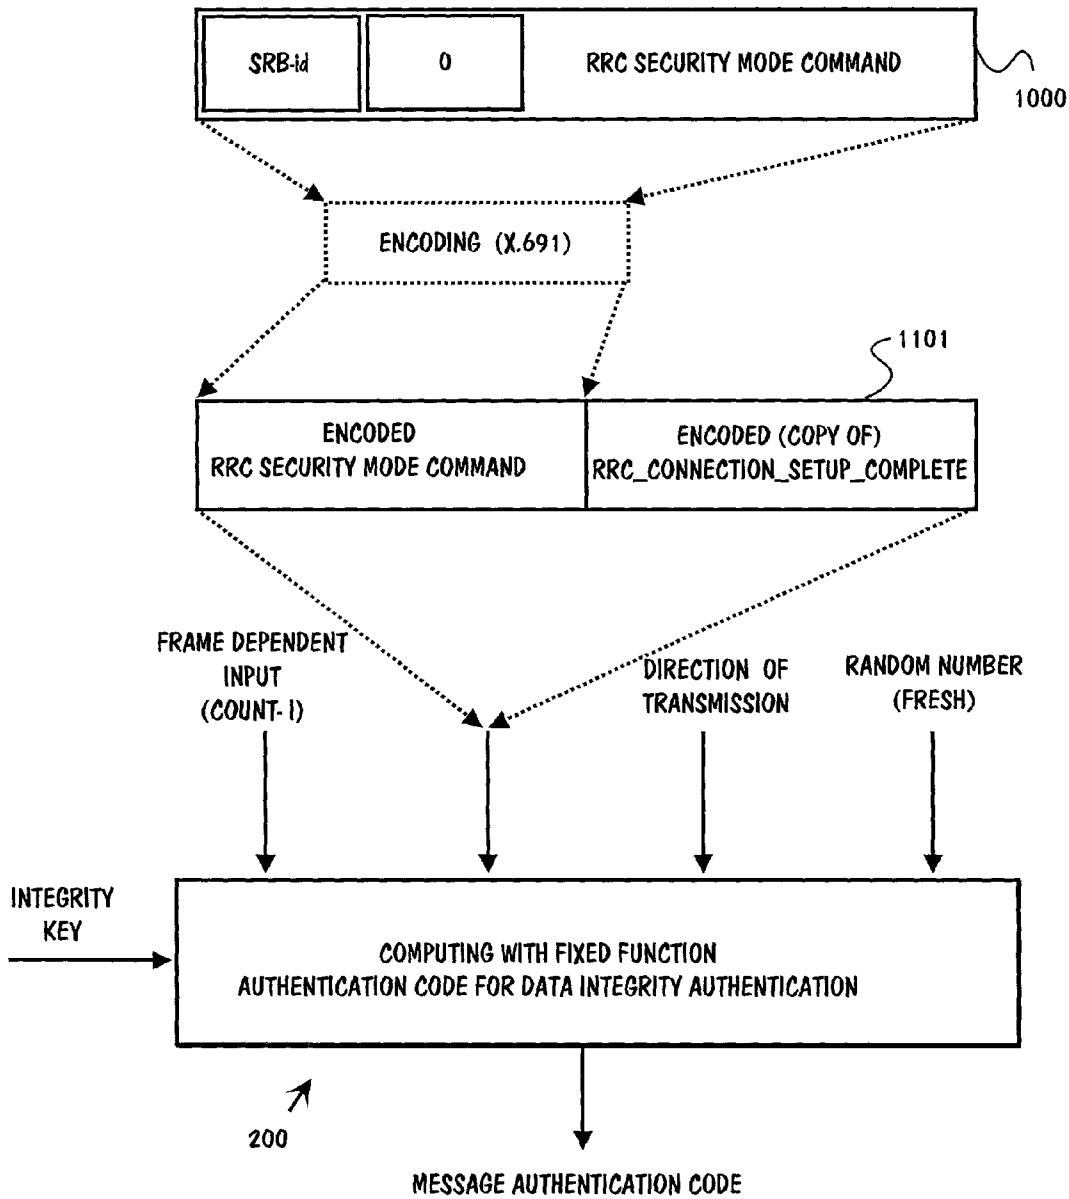 SRB-id
0
RRC SECURITY MODE COMMAND
1000
ENCODING (X.691)
1101
ENCODED
RRC SECURITY MODE COMMAND
ENCODED (COPY OF)
RRC_CONNECTION_SETUP_COMPLETE
FRAME DEPENDENT
INPUT
(COUNT-I)
DIRECTION OF
TRANSMISSION
RANDOM NUMBER
(FRESH)
INTEGRITY
KEY
COMPUTING WITH FIXED FUNCTION
AUTHENTICATION CODE FOR DATA INTEGRITY AUTHENTICATION
200
MESSAGE AUTHENTICATION CODE